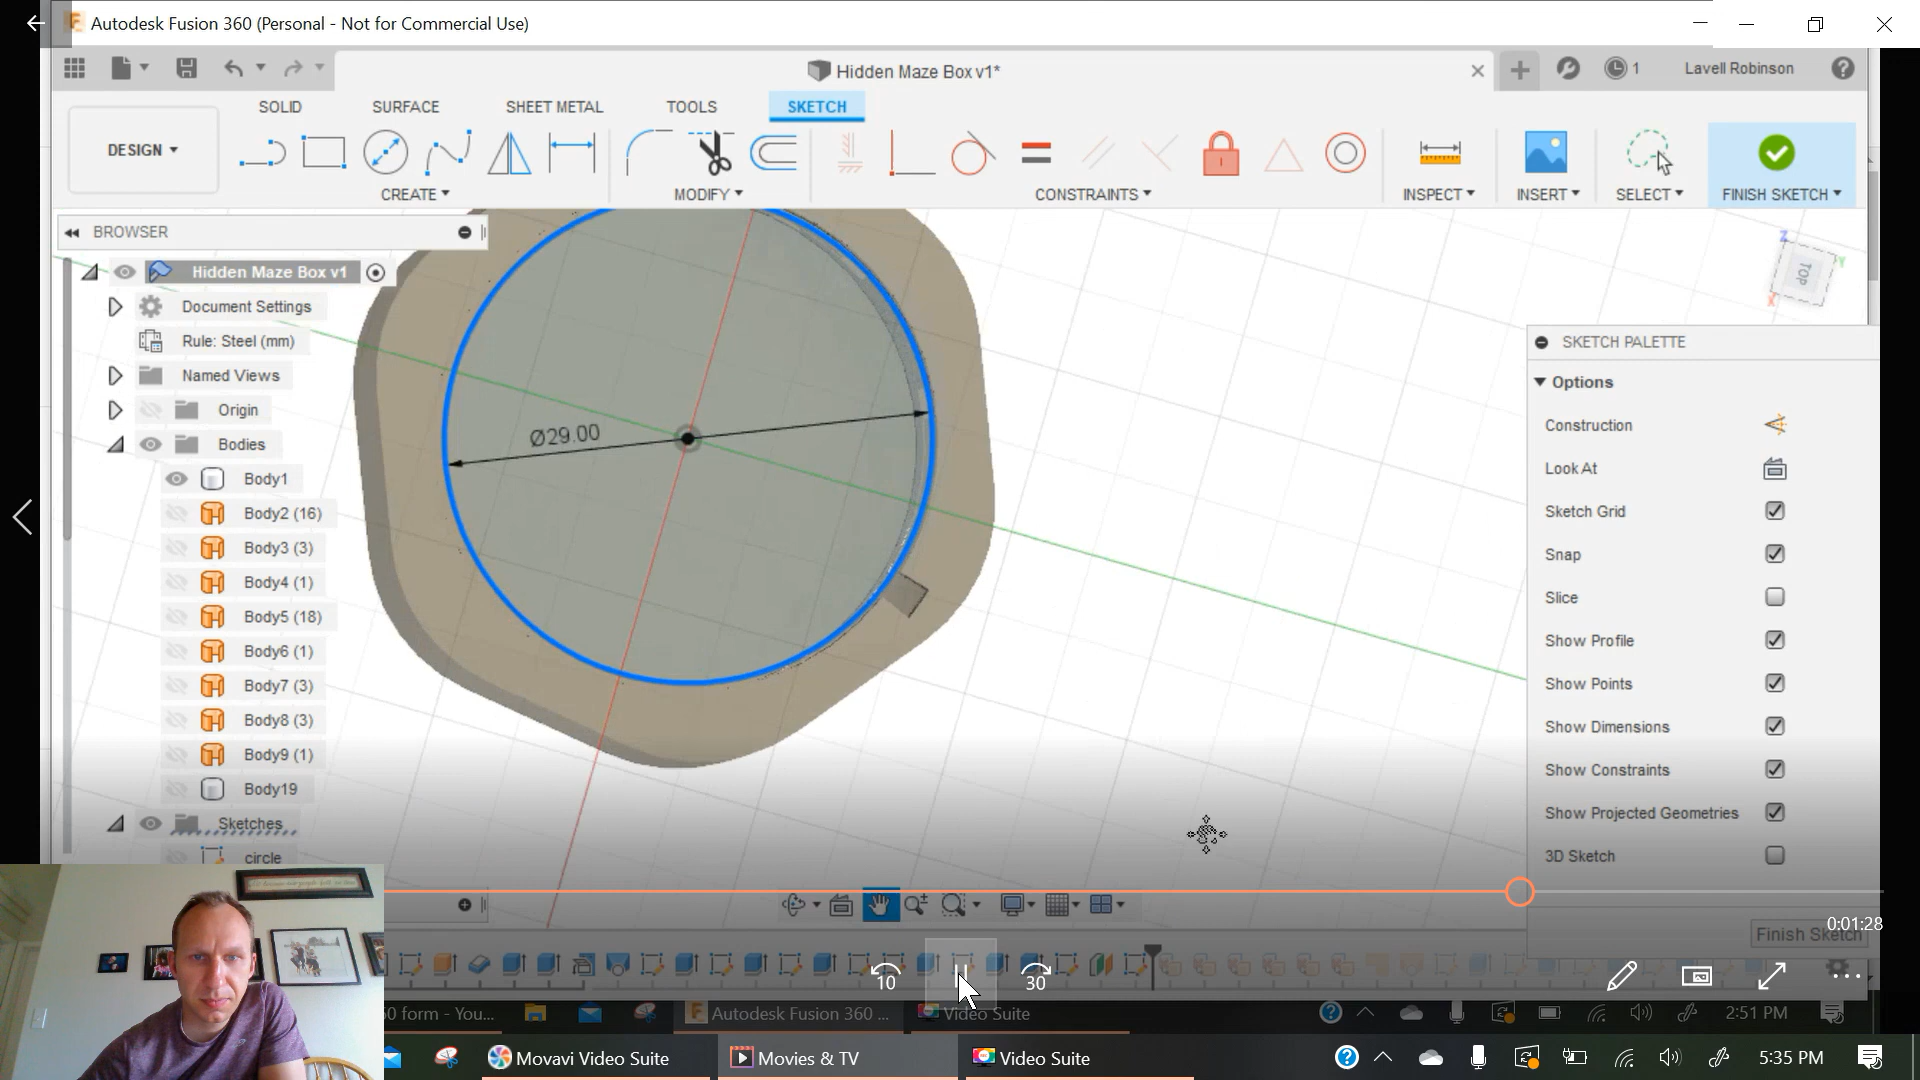 Autodesk Fusion 360 (Personal - Not for Commercial Use)
Hidden Maze Box v1*
1
Lavell Robinson
SOLID
SURFACE
SHEET METAL
TOOLS
SKETCH
DESIGN
CREATE
MODIFY
CONSTRAINTS
INSPECT
INSERT
SELECT
FINISH SKETCH
BROWSER
Hidden Maze Box v1
Document Settings
Rule: Steel (mm)
Named Views
Origin
Bodies
Body1
Body2 (16)
Body3 (3)
Body4 (1)
Body5 (18)
Body6 (1)
Body7 (3)
Body8 (3)
Body9 (1)
Body19
Sketches
circle
Ø29.00
Z
Y
X
TOP
SKETCH PALETTE
Options
Construction
Look At
Sketch Grid
Snap
Slice
Show Profile
Show Points
Show Dimensions
Show Constraints
Show Projected Geometries
3D Sketch
0:01:28
Finish Sketch
10
30
0 form - You...
Autodesk Fusion 360 ...
Video Suite
2:51 PM
Movavi Video Suite
Movies & TV
Video Suite
5:35 PM